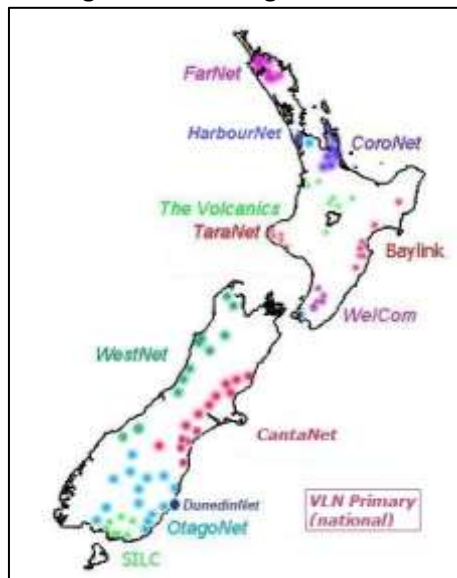 FarNet
HarbourNet
CoroNet
The Volcanics
TaraNet
Baylink
WelCom
WestNet
CantaNet
DunedinNet
OtagoNet
VLN Primary
(national)
SILC